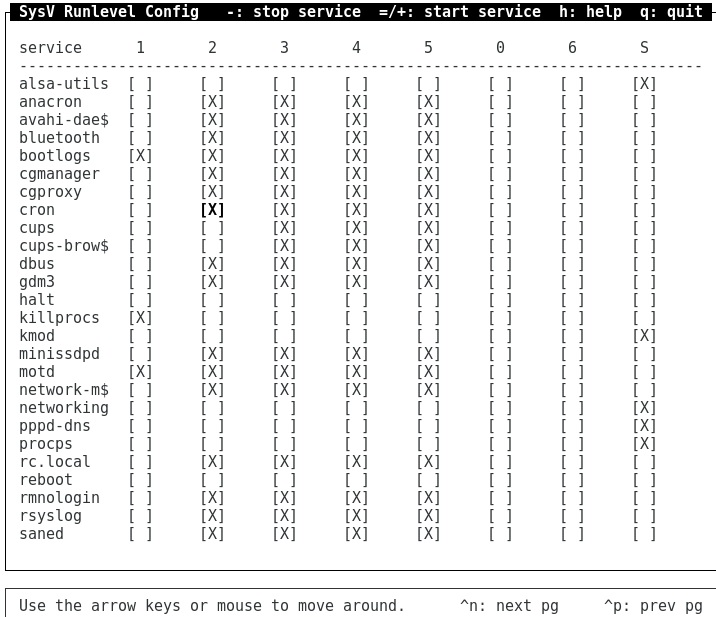 SysV Runlevel Config   -: stop service  =/+: start service  h: help  q: quit
service      1       2       3       4       5       0       6       S
----------------------------------------------------------------------------
alsa-utils  [ ]     [ ]     [ ]     [ ]     [ ]     [ ]     [ ]     [X]
anacron     [ ]     [X]     [X]     [X]     [X]     [ ]     [ ]     [ ]
avahi-dae$  [ ]     [X]     [X]     [X]     [X]     [ ]     [ ]     [ ]
bluetooth   [ ]     [X]     [X]     [X]     [X]     [ ]     [ ]     [ ]
bootlogs    [X]     [X]     [X]     [X]     [X]     [ ]     [ ]     [ ]
cgmanager   [ ]     [X]     [X]     [X]     [X]     [ ]     [ ]     [ ]
cgproxy     [ ]     [X]     [X]     [X]     [X]     [ ]     [ ]     [ ]
cron        [ ]     [X]     [X]     [X]     [X]     [ ]     [ ]     [ ]
cups        [ ]     [ ]     [X]     [X]     [X]     [ ]     [ ]     [ ]
cups-brow$  [ ]     [ ]     [X]     [X]     [X]     [ ]     [ ]     [ ]
dbus        [ ]     [X]     [X]     [X]     [X]     [ ]     [ ]     [ ]
gdm3        [ ]     [X]     [X]     [X]     [X]     [ ]     [ ]     [ ]
halt        [ ]     [ ]     [ ]     [ ]     [ ]     [ ]     [ ]     [ ]
killprocs   [X]     [ ]     [ ]     [ ]     [ ]     [ ]     [ ]     [ ]
kmod        [ ]     [ ]     [ ]     [ ]     [ ]     [ ]     [ ]     [X]
minissdpd   [ ]     [X]     [X]     [X]     [X]     [ ]     [ ]     [ ]
motd        [X]     [X]     [X]     [X]     [X]     [ ]     [ ]     [ ]
network-m$  [ ]     [X]     [X]     [X]     [X]     [ ]     [ ]     [ ]
networking  [ ]     [ ]     [ ]     [ ]     [ ]     [ ]     [ ]     [X]
pppd-dns    [ ]     [ ]     [ ]     [ ]     [ ]     [ ]     [ ]     [X]
procps      [ ]     [ ]     [ ]     [ ]     [ ]     [ ]     [ ]     [X]
rc.local    [ ]     [X]     [X]     [X]     [X]     [ ]     [ ]     [ ]
reboot      [ ]     [ ]     [ ]     [ ]     [ ]     [ ]     [ ]     [ ]
rmnologin   [ ]     [X]     [X]     [X]     [X]     [ ]     [ ]     [ ]
rsyslog     [ ]     [X]     [X]     [X]     [X]     [ ]     [ ]     [ ]
saned       [ ]     [X]     [X]     [X]     [X]     [ ]     [ ]     [ ]
Use the arrow keys or mouse to move around.      ^n: next pg     ^p: prev pg